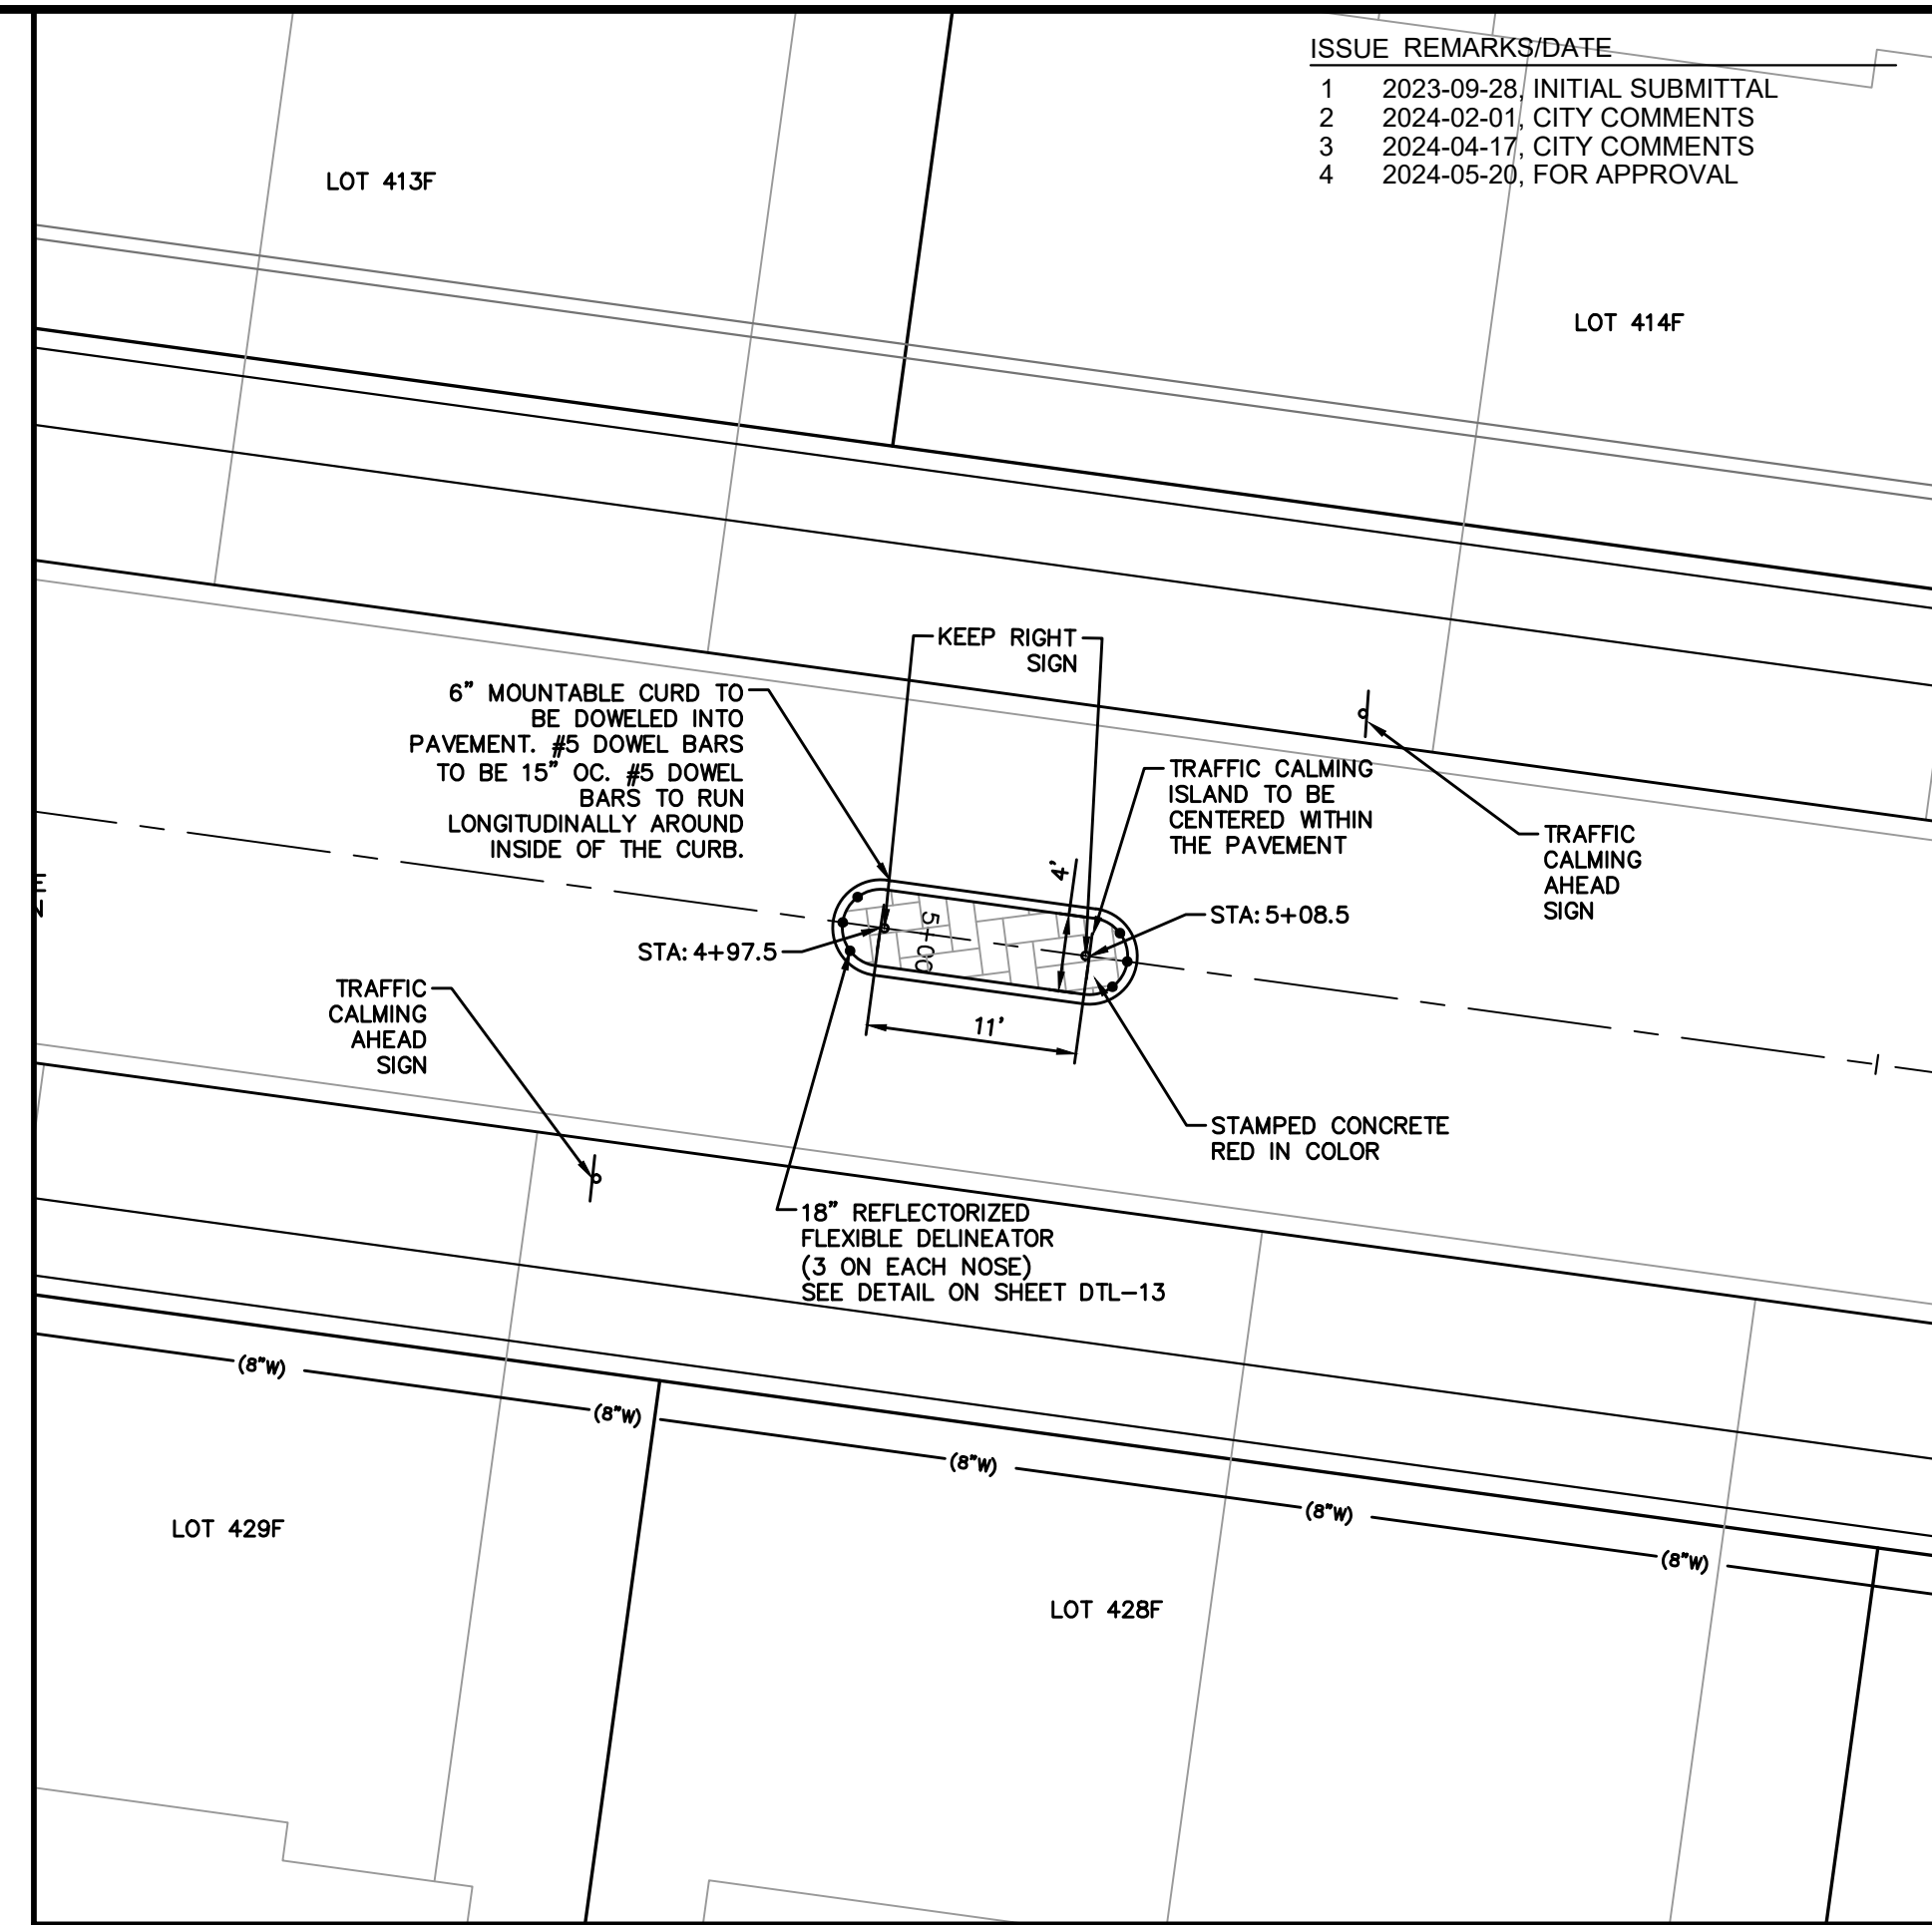 ISSUE REMARKS/DATE
1 2023-09-28, INITIAL SUBMITTAL
2 2024-02-01, CITY COMMENTS
3 2024-04-17, CITY COMMENTS
4 2024-05-20, FOR APPROVAL
LOT 413F
LOT 414F
KEEP RIGHT
SIGN
6" MOUNTABLE CURD TO
BE DOWELED INTO
PAVEMENT. #5 DOWEL BARS
TO BE 15" OC. #5 DOWEL
BARS TO RUN
LONGITUDINALLY AROUND
INSIDE OF THE CURB.
TRAFFIC CALMING
ISLAND TO BE
CENTERED WITHIN
THE PAVEMENT
TRAFFIC
CALMING
AHEAD
SIGN
4'
STA: 5+08.5
5+00
STA: 4+97.5
11'
TRAFFIC
CALMING
AHEAD
SIGN
STAMPED CONCRETE
RED IN COLOR
18" REFLECTORIZED
FLEXIBLE DELINEATOR
(3 ON EACH NOSE)
SEE DETAIL ON SHEET DTL-13
(8"W)
(8"W)
(8"W)
(8"W)
(8"W)
LOT 429F
LOT 428F